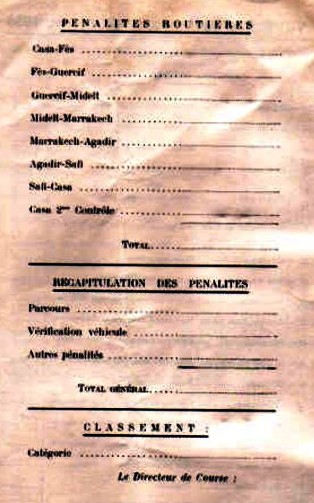 PENALITES ROUTIERES
Casa-Fès
Fès-Guercif
Guercif-Midelt
Midelt-Marrakech
Marrakech-Agadir
Agadir-Safi
Safi-Casa
Casa 2me Contrôle
TOTAL
RECAPITULATION DES PENALITES
Parcours
Vérification véhicule
Autres pénalités
TOTAL GÉNÉRAL
CLASSEMENT :
Catégorie
Le Directeur de Course :